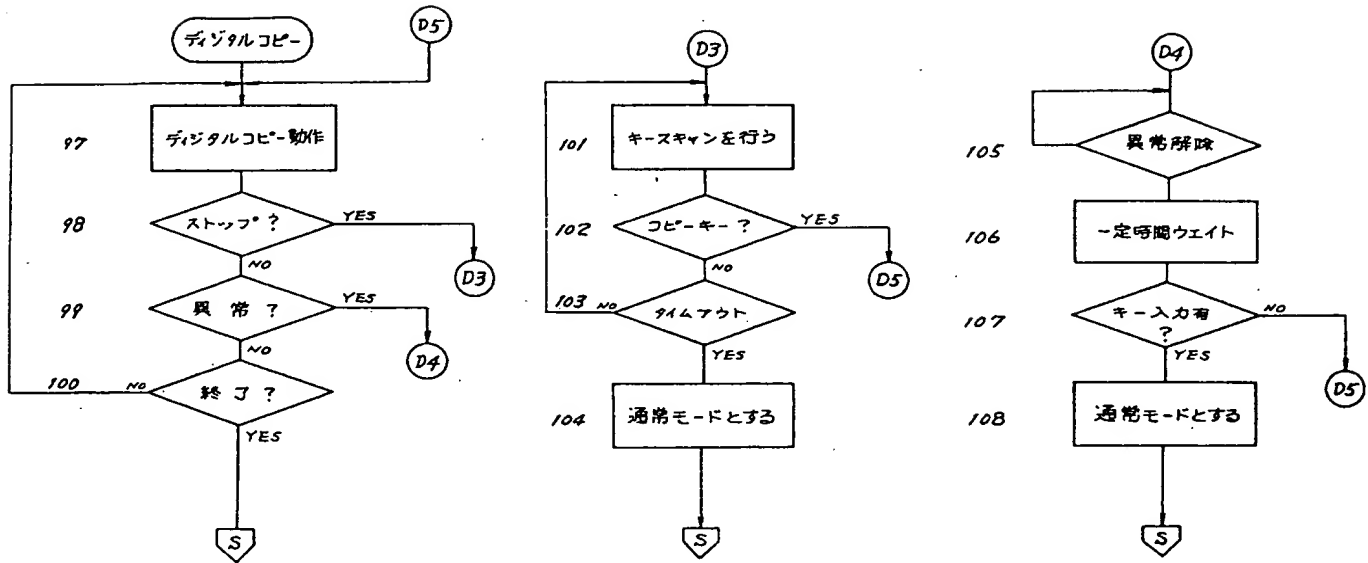 ディジタルコピー
D5
97
ディジタルコピー動作
98
ストップ?
YES
NO
D3
99
異常?
YES
NO
D4
100
NO
終了?
YES
S
D3
101
キースキャンを行う
102
コピーキー?
YES
NO
D5
103
NO
タイムアウト
YES
104
通常モードとする
S
D4
105
異常解除
106
一定時間ウェイト
107
キー入力有
?
NO
YES
D5
108
通常モードとする
S